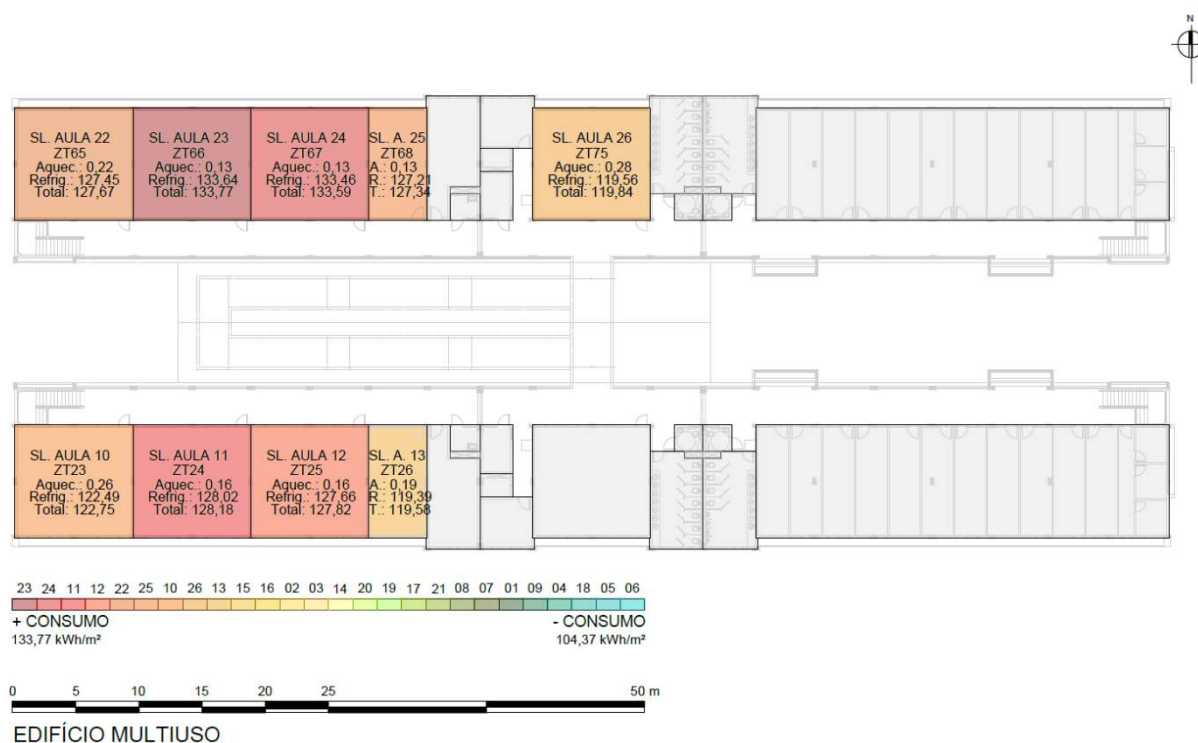 N
SL. AULA 22
ZT65
Aquec.: 0,22
Refrig.: 127,45
Total: 127,67
SL. AULA 23
ZT66
Aquec.: 0,13
Refrig.: 133,64
Total: 133,77
SL. AULA 24
ZT67
Aquec.: 0,13
Refrig.: 133,46
Total: 133,59
SL. A. 25
ZT68
A.: 0,13
R.: 127,21
T.: 127,34
SL. AULA 26
ZT75
Aquec.: 0,28
Refrig.: 119,56
Total: 119,84
SL. AULA 10
ZT23
Aquec.: 0,26
Refrig.: 122,49
Total: 122,75
SL. AULA 11
ZT24
Aquec.: 0,16
Refrig.: 128,02
Total: 128,18
SL. AULA 12
ZT25
Aquec.: 0,16
Refrig.: 127,66
Total: 127,82
SL. A. 13
ZT26
A.: 0,19
R.: 119,39
T.: 119,58
23 24 11 12 22 25 10 26 13 15 16 02 03 14 20 19 17 21 08 07 01 09 04 18 05 06
+ CONSUMO - CONSUMO
133,77 kWh/m² 104,37 kWh/m²
0 5 10 15 20 25 50 m
EDIFÍCIO MULTIUSO